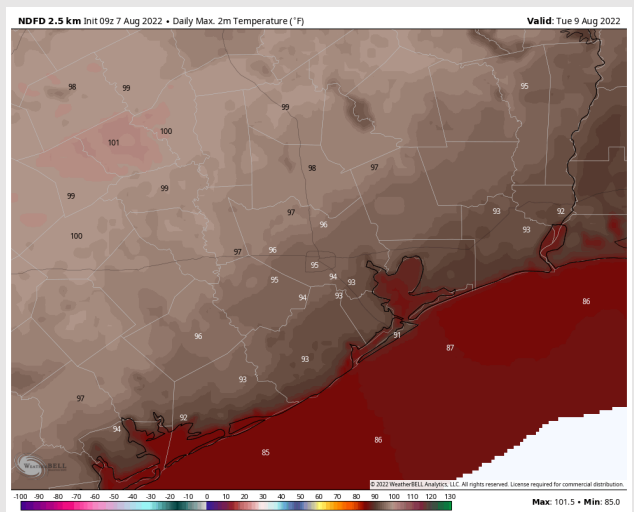 NDFD 2.5 km Init 09z 7 Aug 2022 • Daily Max. 2m Temperature (°F)
Valid: Tue 9 Aug 2022
98 99 95
99
100
101
98 97
99 99
97 93 92
96 93
100 97 96
95
95 94 93
94 93 86
96 91
87
93
93
97
92
94 86
85
WeatherBELL
© 2022 WeatherBELL Analytics, LLC. All rights reserved. License required for commercial distribution.
-100 -90 -80 -70 -60 -50 -40 -30 -20 -10 0 10 20 30 40 50 60 70 80 90 100 110 120 130
Max: 101.5 • Min: 85.0